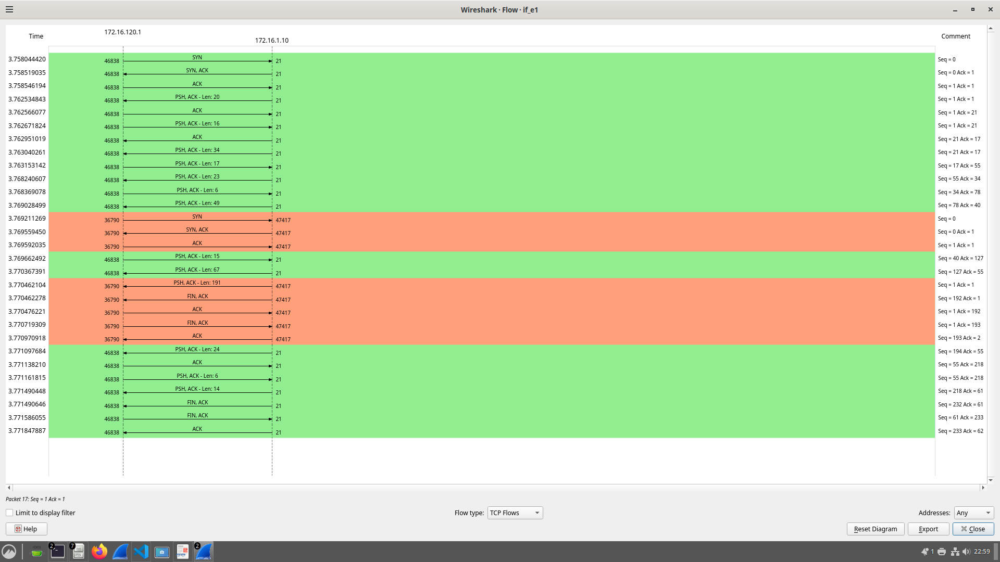 Wireshark · Flow · if_e1
172.16.120.1
Time
172.16.1.10
Comment
3.758044420 46838 SYN 21 Seq = 0
3.758519035 46838 SYN, ACK 21 Seq = 0 Ack = 1
3.758546194 46838 ACK 21 Seq = 1 Ack = 1
3.762534843 46838 PSH, ACK - Len: 20 21 Seq = 1 Ack = 1
3.762566077 46838 ACK 21 Seq = 1 Ack = 21
3.762671824 46838 PSH, ACK - Len: 16 21 Seq = 1 Ack = 21
3.762951019 46838 ACK 21 Seq = 21 Ack = 17
3.763040261 46838 PSH, ACK - Len: 34 21 Seq = 21 Ack = 17
3.763153142 46838 PSH, ACK - Len: 17 21 Seq = 17 Ack = 55
3.768240607 46838 PSH, ACK - Len: 23 21 Seq = 55 Ack = 34
3.768369078 46838 PSH, ACK - Len: 6 21 Seq = 34 Ack = 78
3.769028499 46838 PSH, ACK - Len: 49 21 Seq = 78 Ack = 40
3.769211269 36790 SYN 47417 Seq = 0
3.769559450 36790 SYN, ACK 47417 Seq = 0 Ack = 1
3.769592035 36790 ACK 47417 Seq = 1 Ack = 1
3.769662492 46838 PSH, ACK - Len: 15 21 Seq = 40 Ack = 127
3.770367391 46838 PSH, ACK - Len: 67 21 Seq = 127 Ack = 55
3.770462104 36790 PSH, ACK - Len: 191 47417 Seq = 1 Ack = 1
3.770462278 36790 FIN, ACK 47417 Seq = 192 Ack = 1
3.770476221 36790 ACK 47417 Seq = 1 Ack = 192
3.770719309 36790 FIN, ACK 47417 Seq = 1 Ack = 193
3.770970918 36790 ACK 47417 Seq = 193 Ack = 2
3.771097684 46838 PSH, ACK - Len: 24 21 Seq = 194 Ack = 55
3.771138210 46838 ACK 21 Seq = 55 Ack = 218
3.771161815 46838 PSH, ACK - Len: 6 21 Seq = 55 Ack = 218
3.771490448 46838 PSH, ACK - Len: 14 21 Seq = 218 Ack = 61
3.771490646 46838 FIN, ACK 21 Seq = 232 Ack = 61
3.771586055 46838 FIN, ACK 21 Seq = 61 Ack = 233
3.771847887 46838 ACK 21 Seq = 233 Ack = 62
Packet 17: Seq = 1 Ack = 1
Limit to display filter Flow type: TCP Flows Addresses: Any
Help Reset Diagram Export Close
2 7 2 1 22:59